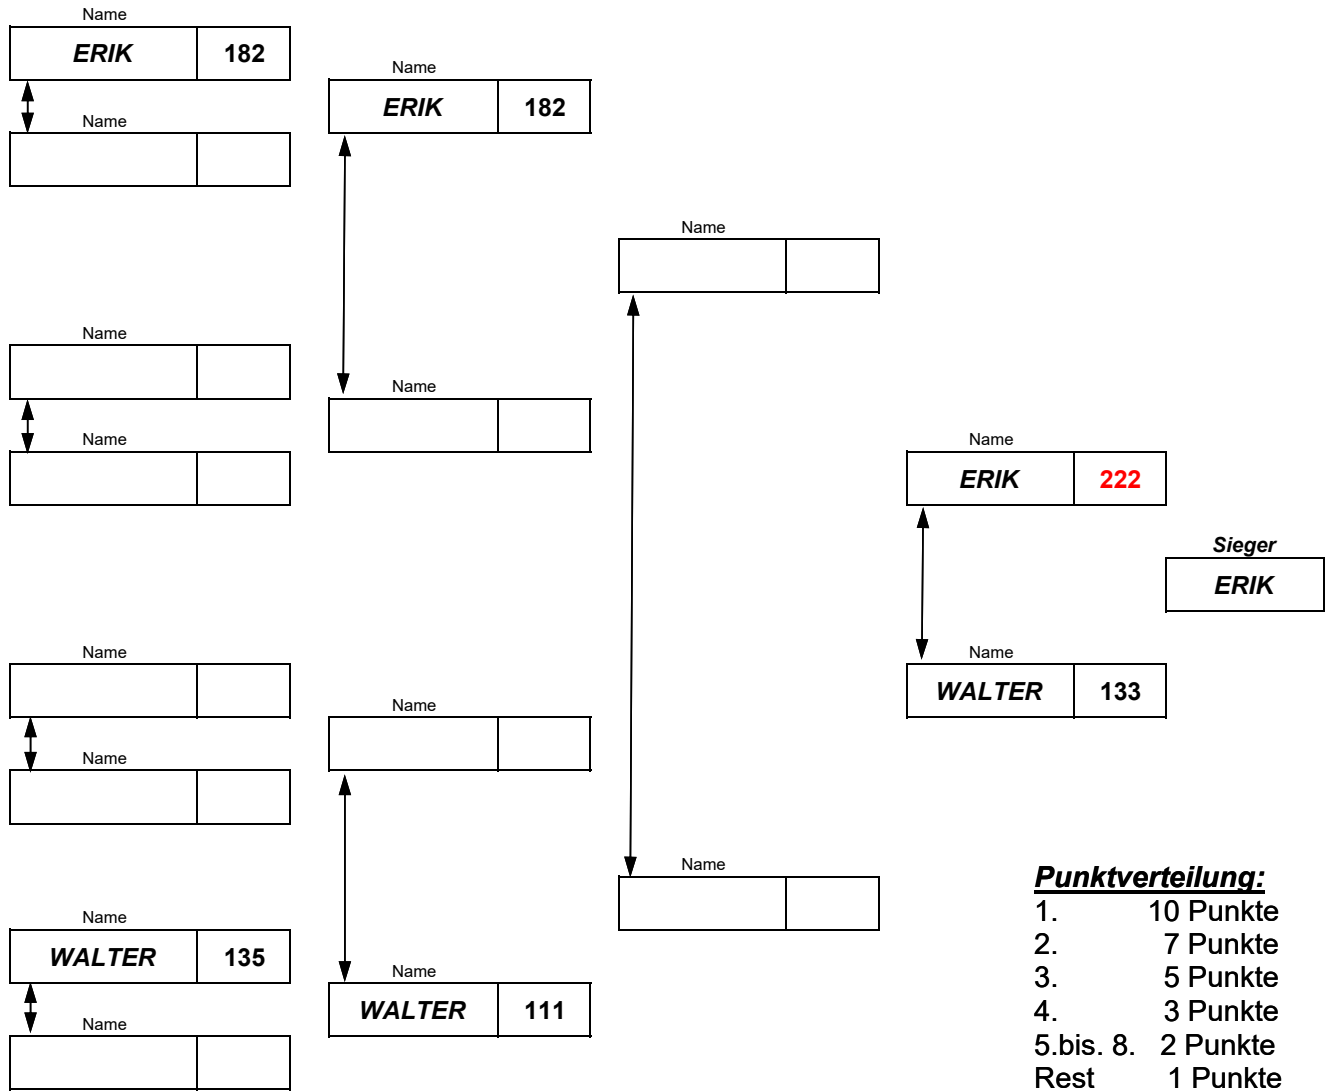 Name
ERIK 182
Name
Name
ERIK 182
Name
Name
Name
Name
Name
Name
ERIK 222
Sieger
ERIK
Name
Name
WALTER 133
Name
Name
Name
Punktverteilung:
1. 10 Punkte
Name
WALTER 135
2. 7 Punkte
Name
3. 5 Punkte
WALTER 111
4. 3 Punkte
Name
5.bis. 8. 2 Punkte
Rest 1 Punkte